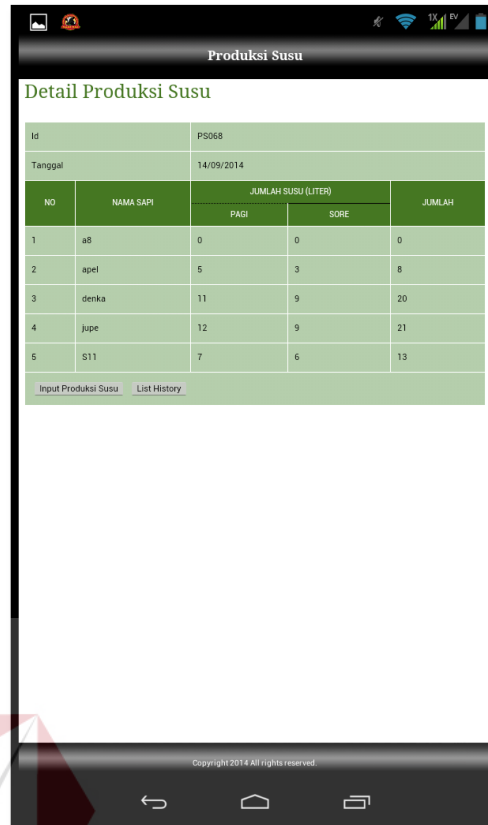 1X EV
Produksi Susu
Detail Produksi Susu
Id PS068
Tanggal 14/09/2014
NO NAMA SAPI JUMLAH SUSU (LITER) JUMLAH
PAGI SORE
1 a8 0 0 0
2 apel 5 3 8
3 denka 11 9 20
4 jupe 12 9 21
5 S11 7 6 13
Input Produksi Susu List History
Copyright 2014 All rights reserved.